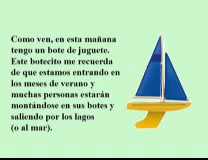 Como ven, en esta mañana
tengo un bote de juguete.
Este botecito me recuerda
de que estamos entrando en
los meses de verano y
muchas personas estarán
montándose en sus botes y
saliendo por los lagos
(o al mar).